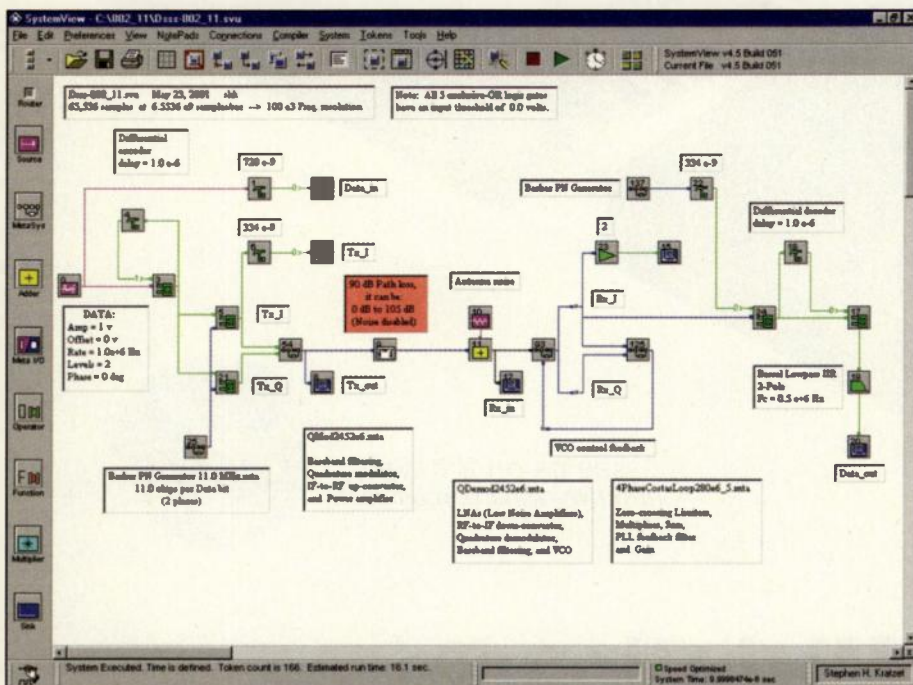 SystemView - C:\802_11\Dsss-802_11.svu
File Edit Preferences View NotePads Connections Compiler System Tokens Tools Help
SystemView v4.5 Build 051
Current File v4.5 Build 051
Router
Source
MetaSys
Adder
Meta I/O
Operator
Function
Multiplier
Sink
Dsss-802_11.svu May 23, 2001 shk
65,536 samples at 6.5536 e9 samples/sec --> 100 e3 Freq. resolution
Note: All 5 exclusive-OR logic gates
have an input threshold of 0.0 volts.
Differential
encoder
delay = 1.0 e-6
720 e-9
Data_in
334 e-9
Tx_I
DATA:
Amp = 1 v
Offset = 0 v
Rate = 1.0e+6 Hz
Levels = 2
Phase = 0 deg
Tx_I
Tx_Q
Barker PN Generator 11.0 MHz.mta
11.0 chips per Data bit
(2 places)
90 dB Path loss,
it can be:
0 dB to 105 dB
(Noise disabled)
Tx_out
QMod2452e6.mta
Baseband filtering,
Quadrature modulator,
IF-to-RF up-converter,
and Power amplifier
Antenna noise
Rx_in
QDemod2452e6.mta
LNAs (Low Noise Amplifiers),
RF-to-IF down-converter,
Quadrature demodulator,
Baseband filtering, and VCO
Barker PN Generator
334 e-9
2
Rx_I
Rx_Q
VCO control feedback
4PhaseCostasLoop280e6_5.mta
Zero-crossing Limiters,
Multipliers, Sum,
PLL feedback filter
and Gain
Differential decoder
delay = 1.0 e-6
Bessel Lowpass IIR
2-Pole
Fc = 0.5 e+6 Hz
Data_out
System Executed. Time is defined. Token count is 166. Estimated run time: 16.1 sec.
Speed Optimized
Stephen H. Kratzet